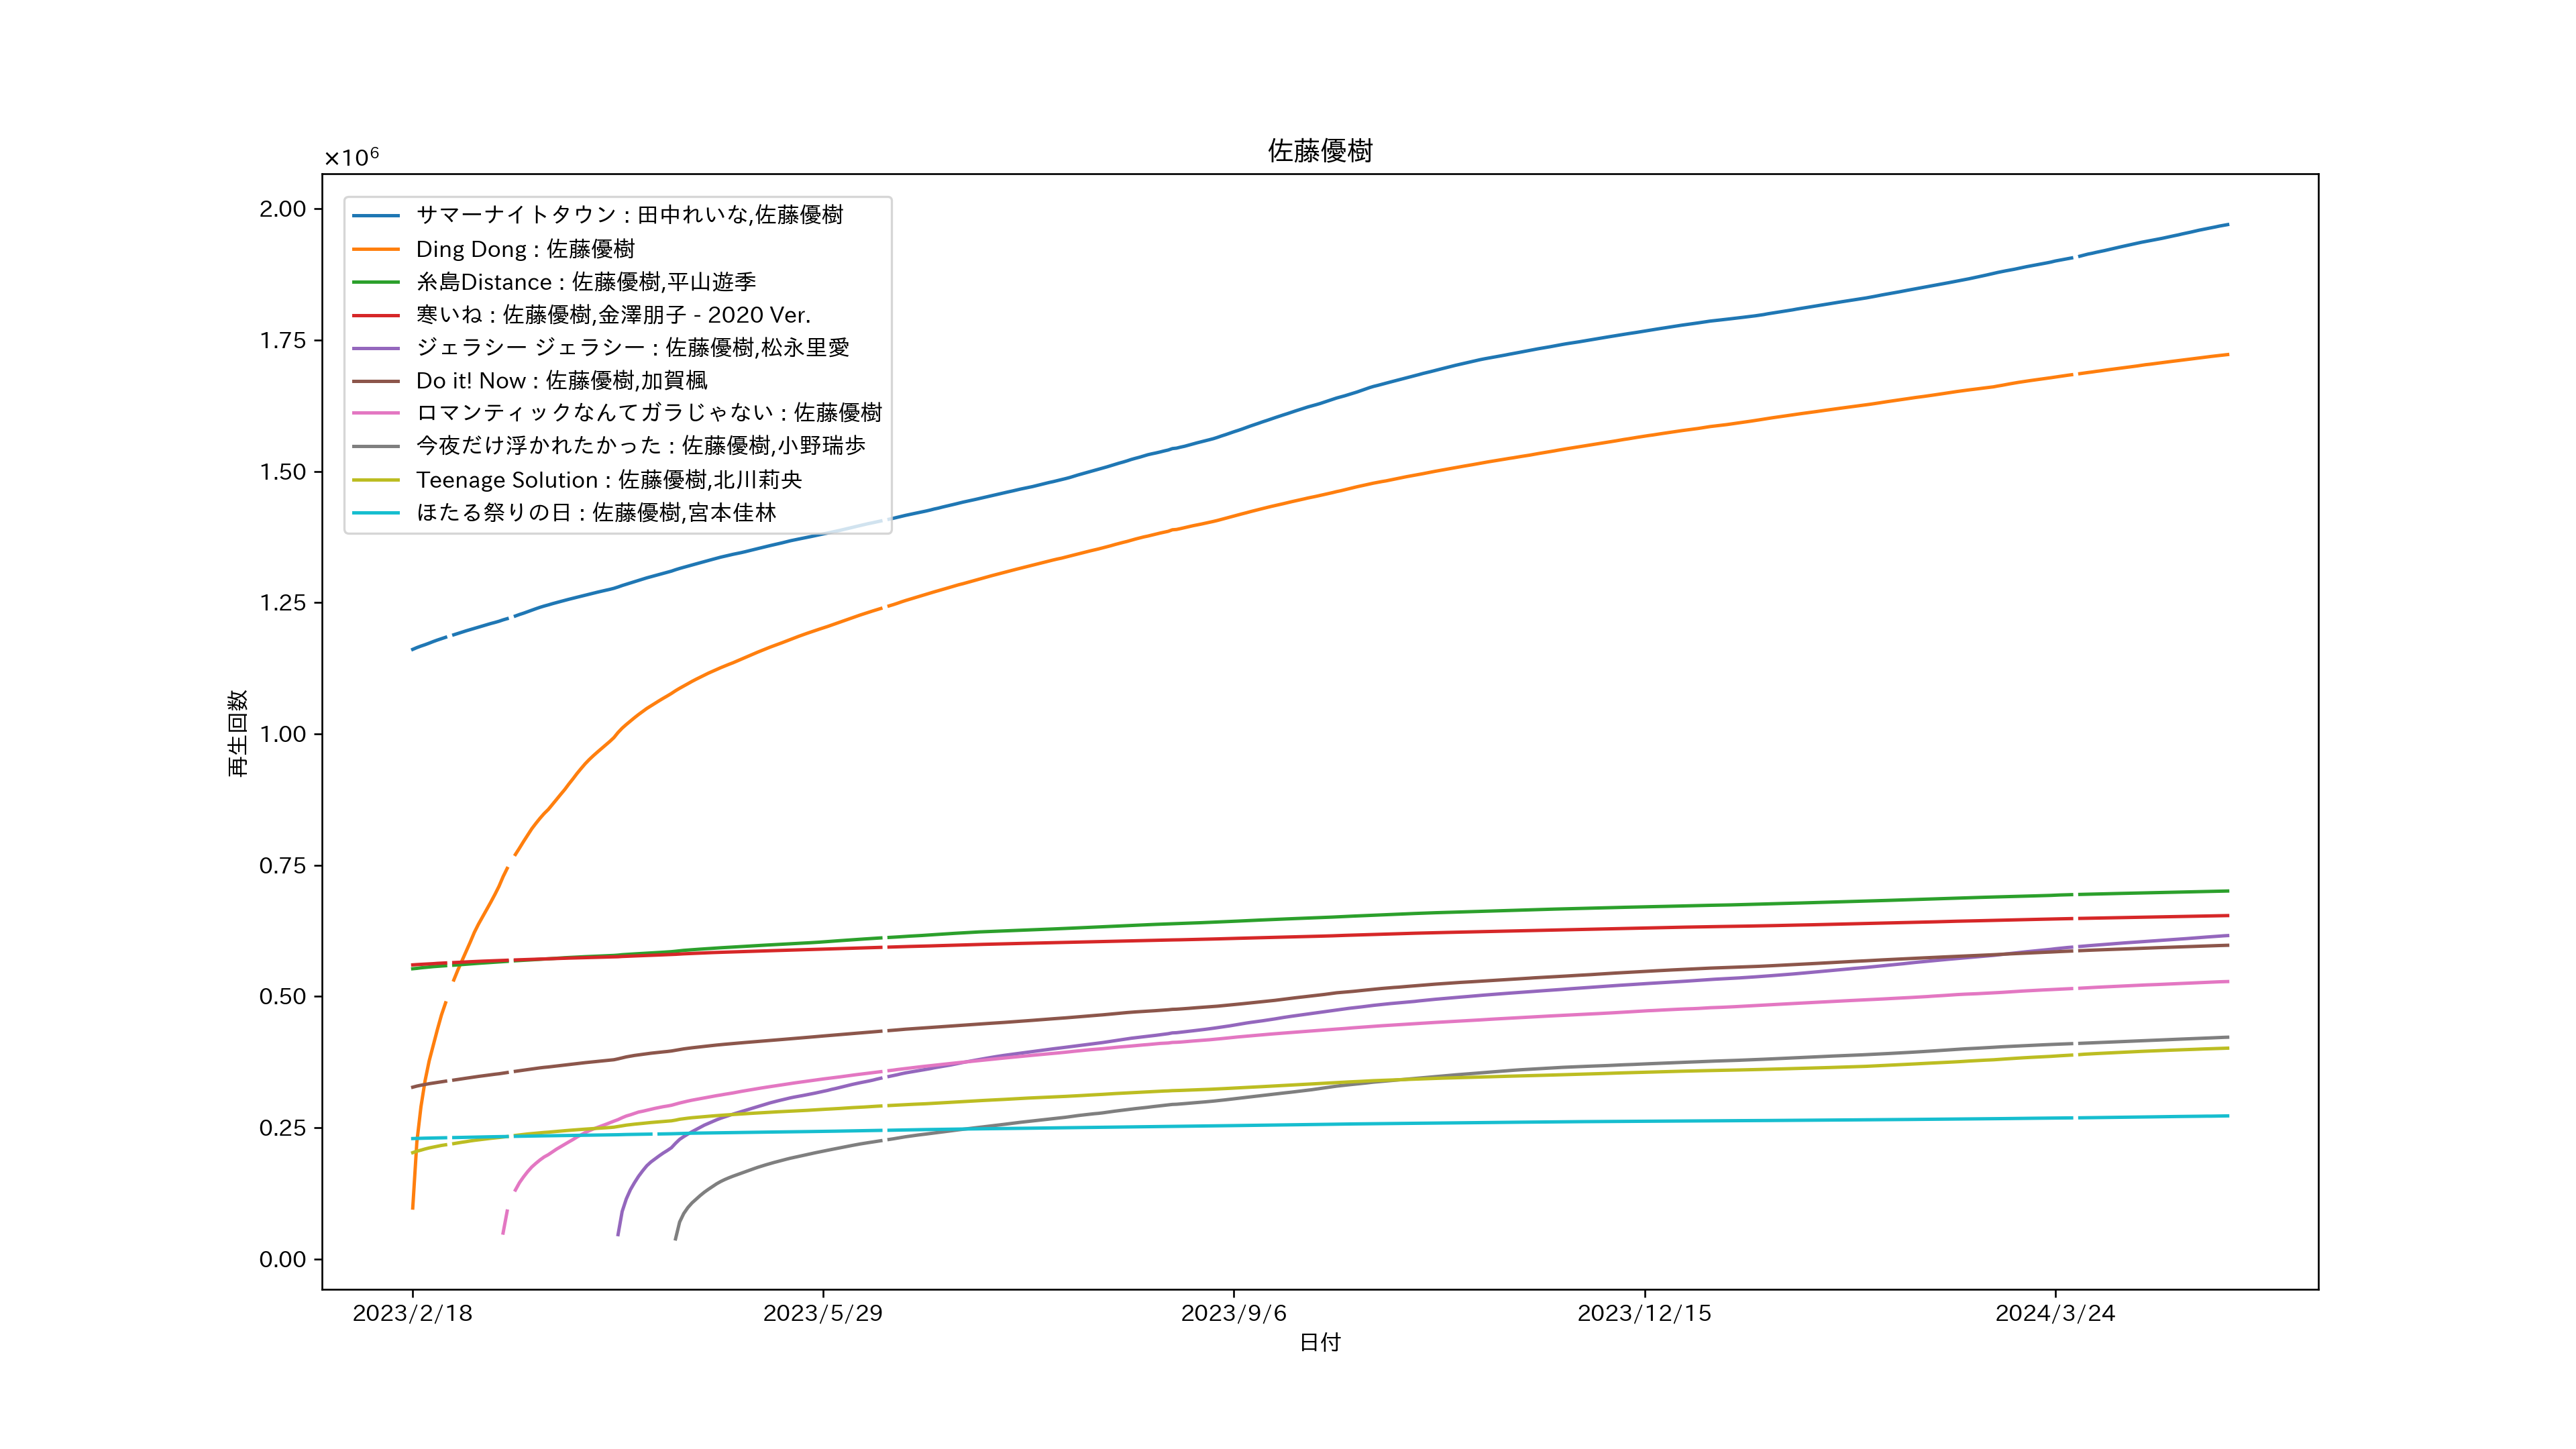 佐藤優樹
×10⁶
2.00
1.75
1.50
1.25
1.00
0.75
0.50
0.25
0.00
再生回数
サマーナイトタウン : 田中れいな,佐藤優樹
Ding Dong : 佐藤優樹
糸島Distance : 佐藤優樹,平山遊季
寒いね : 佐藤優樹,金澤朋子 - 2020 Ver.
ジェラシー ジェラシー : 佐藤優樹,松永里愛
Do it! Now : 佐藤優樹,加賀楓
ロマンティックなんてガラじゃない : 佐藤優樹
今夜だけ浮かれたかった : 佐藤優樹,小野瑞歩
Teenage Solution : 佐藤優樹,北川莉央
ほたる祭りの日 : 佐藤優樹,宮本佳林
2023/2/18
2023/5/29
2023/9/6
2023/12/15
2024/3/24
日付